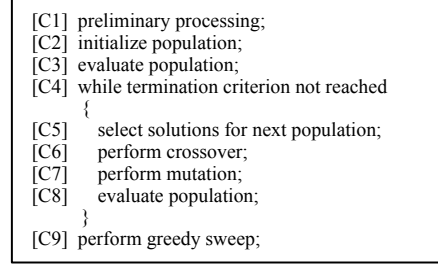 [C1] preliminary processing;
[C2] initialize population;
[C3] evaluate population;
[C4] while termination criterion not reached
{
[C5] select solutions for next population;
[C6] perform crossover;
[C7] perform mutation;
[C8] evaluate population;
}
[C9] perform greedy sweep;